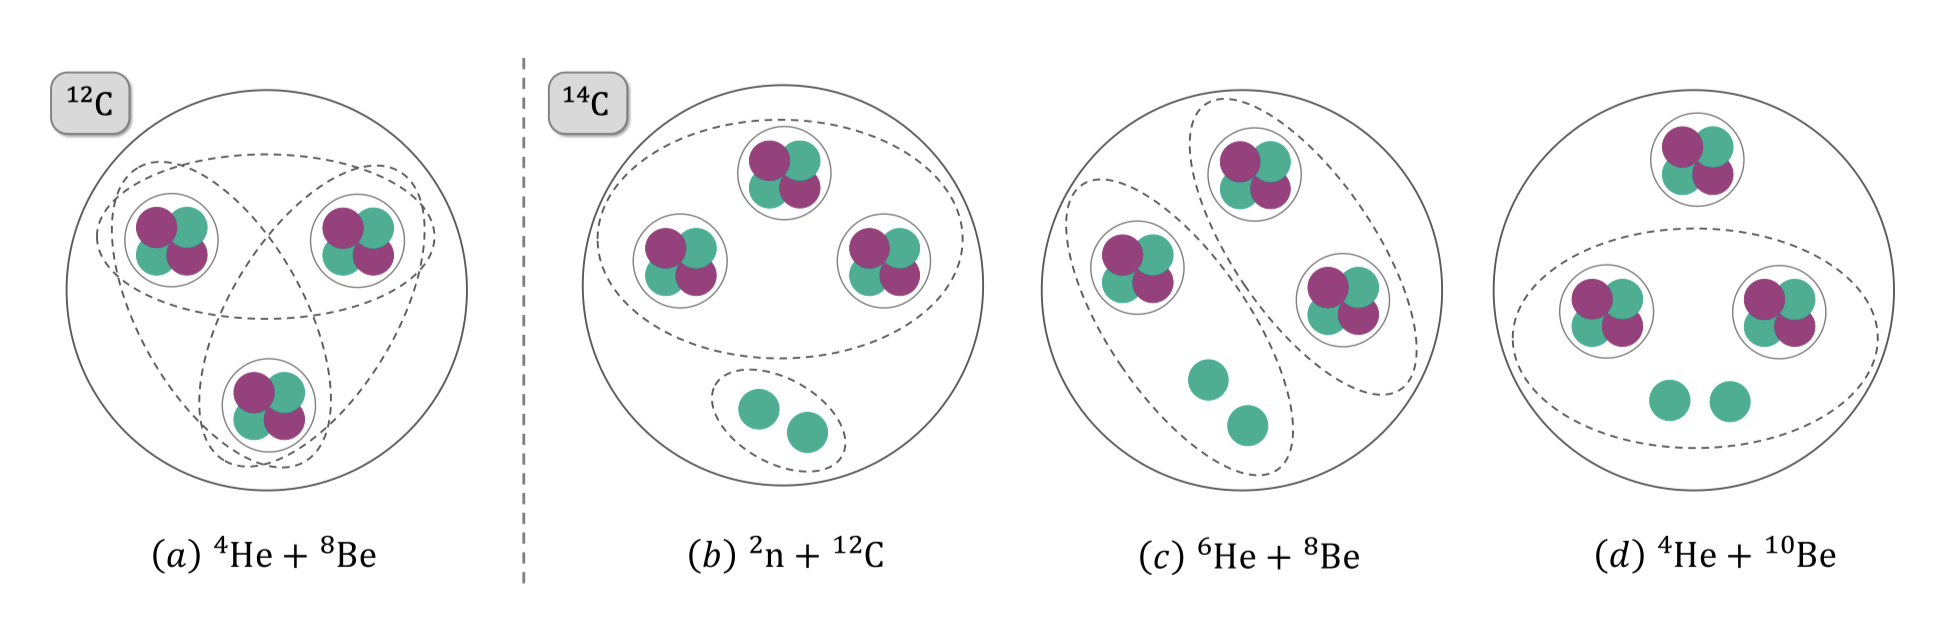 ¹²C
¹⁴C
(a) ⁴He + ⁸Be
(b) ²n + ¹²C
(c) ⁶He + ⁸Be
(d) ⁴He + ¹⁰Be